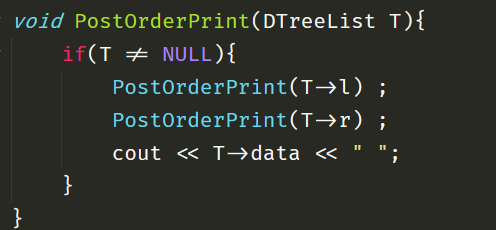 void PostOrderPrint(DTreeList T){
if(T != NULL){
PostOrderPrint(T->l) ;
PostOrderPrint(T->r) ;
cout << T->data << " ";
}
}